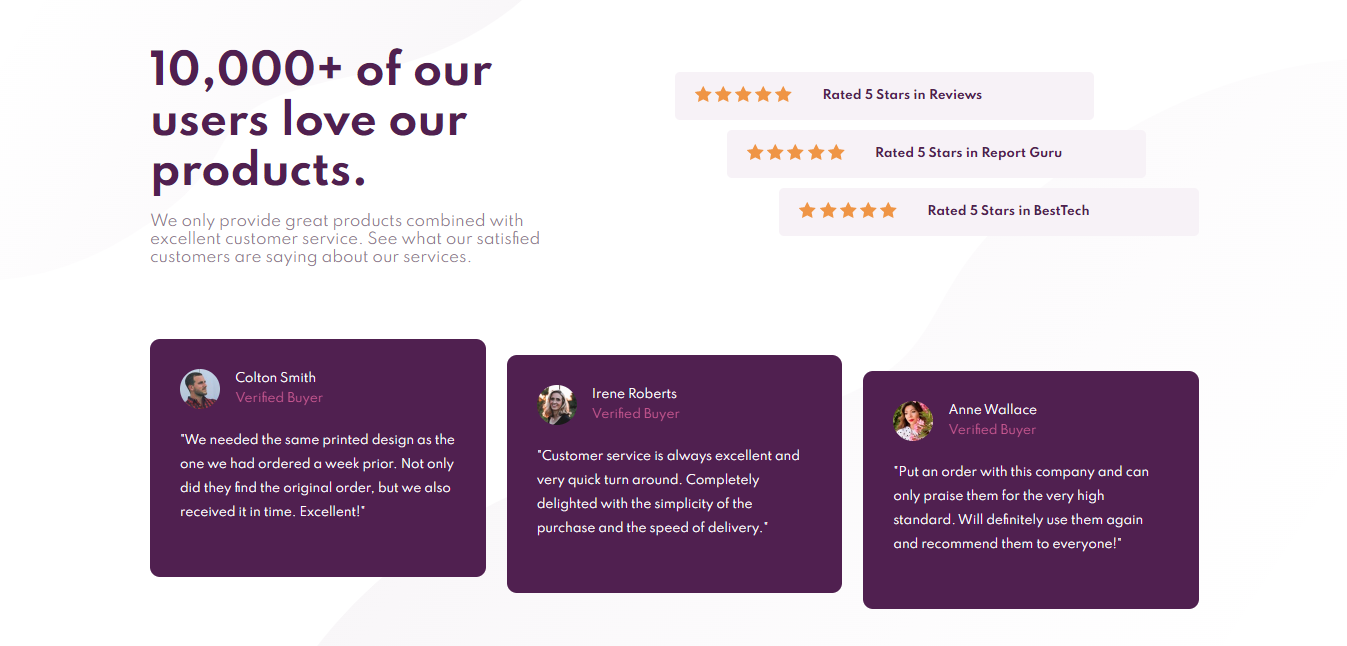 10,000+ of our
users love our
products.
We only provide great products combined with
excellent customer service. See what our satisfied
customers are saying about our services.
Rated 5 Stars in Reviews
Rated 5 Stars in Report Guru
Rated 5 Stars in BestTech
Colton Smith
Verified Buyer
"We needed the same printed design as the
one we had ordered a week prior. Not only
did they find the original order, but we also
received it in time. Excellent!"
Irene Roberts
Verified Buyer
"Customer service is always excellent and
very quick turn around. Completely
delighted with the simplicity of the
purchase and the speed of delivery."
Anne Wallace
Verified Buyer
"Put an order with this company and can
only praise them for the very high
standard. Will definitely use them again
and recommend them to everyone!"